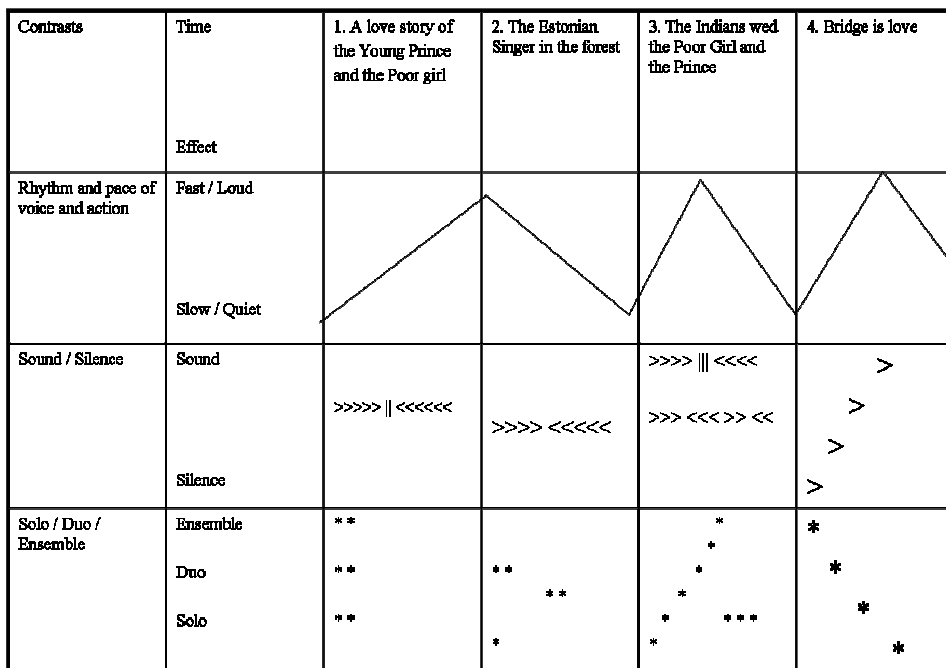 Contrasts
Time
Effect
1. A love story of
the Young Prince
and the Poor girl
2. The Estonian
Singer in the forest
3. The Indians wed
the Poor Girl and
the Prince
4. Bridge is love
Rhythm and pace of
voice and action
Fast / Loud
Slow / Quiet
Sound / Silence
Sound
Silence
>>>>> || <<<<<<
>>>> <<<<<
>>>> ||| <<<<
>>> <<< >> <<
>
>
>
>
Solo / Duo /
Ensemble
Ensemble
Duo
Solo
* *
* *
* *
* *
* *
*
*
*
*
*
* * * *
*
*
*
*
*